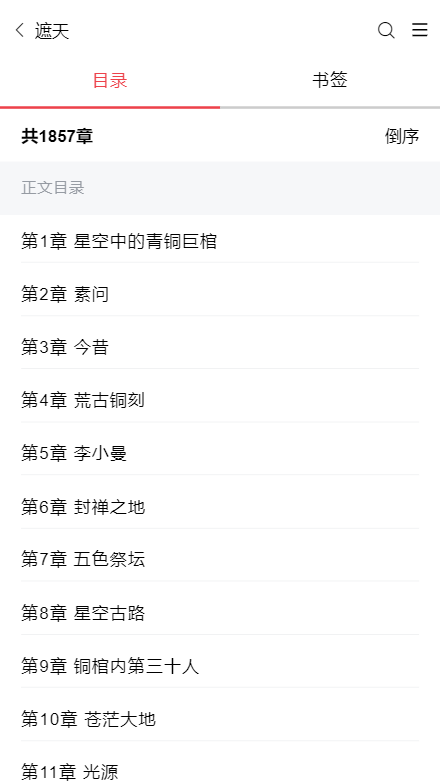 遮天
目录 书签
共1857章 倒序
正文目录
第1章 星空中的青铜巨棺
第2章 素问
第3章 今昔
第4章 荒古铜刻
第5章 李小曼
第6章 封禅之地
第7章 五色祭坛
第8章 星空古路
第9章 铜棺内第三十人
第10章 苍茫大地
第11章 光源